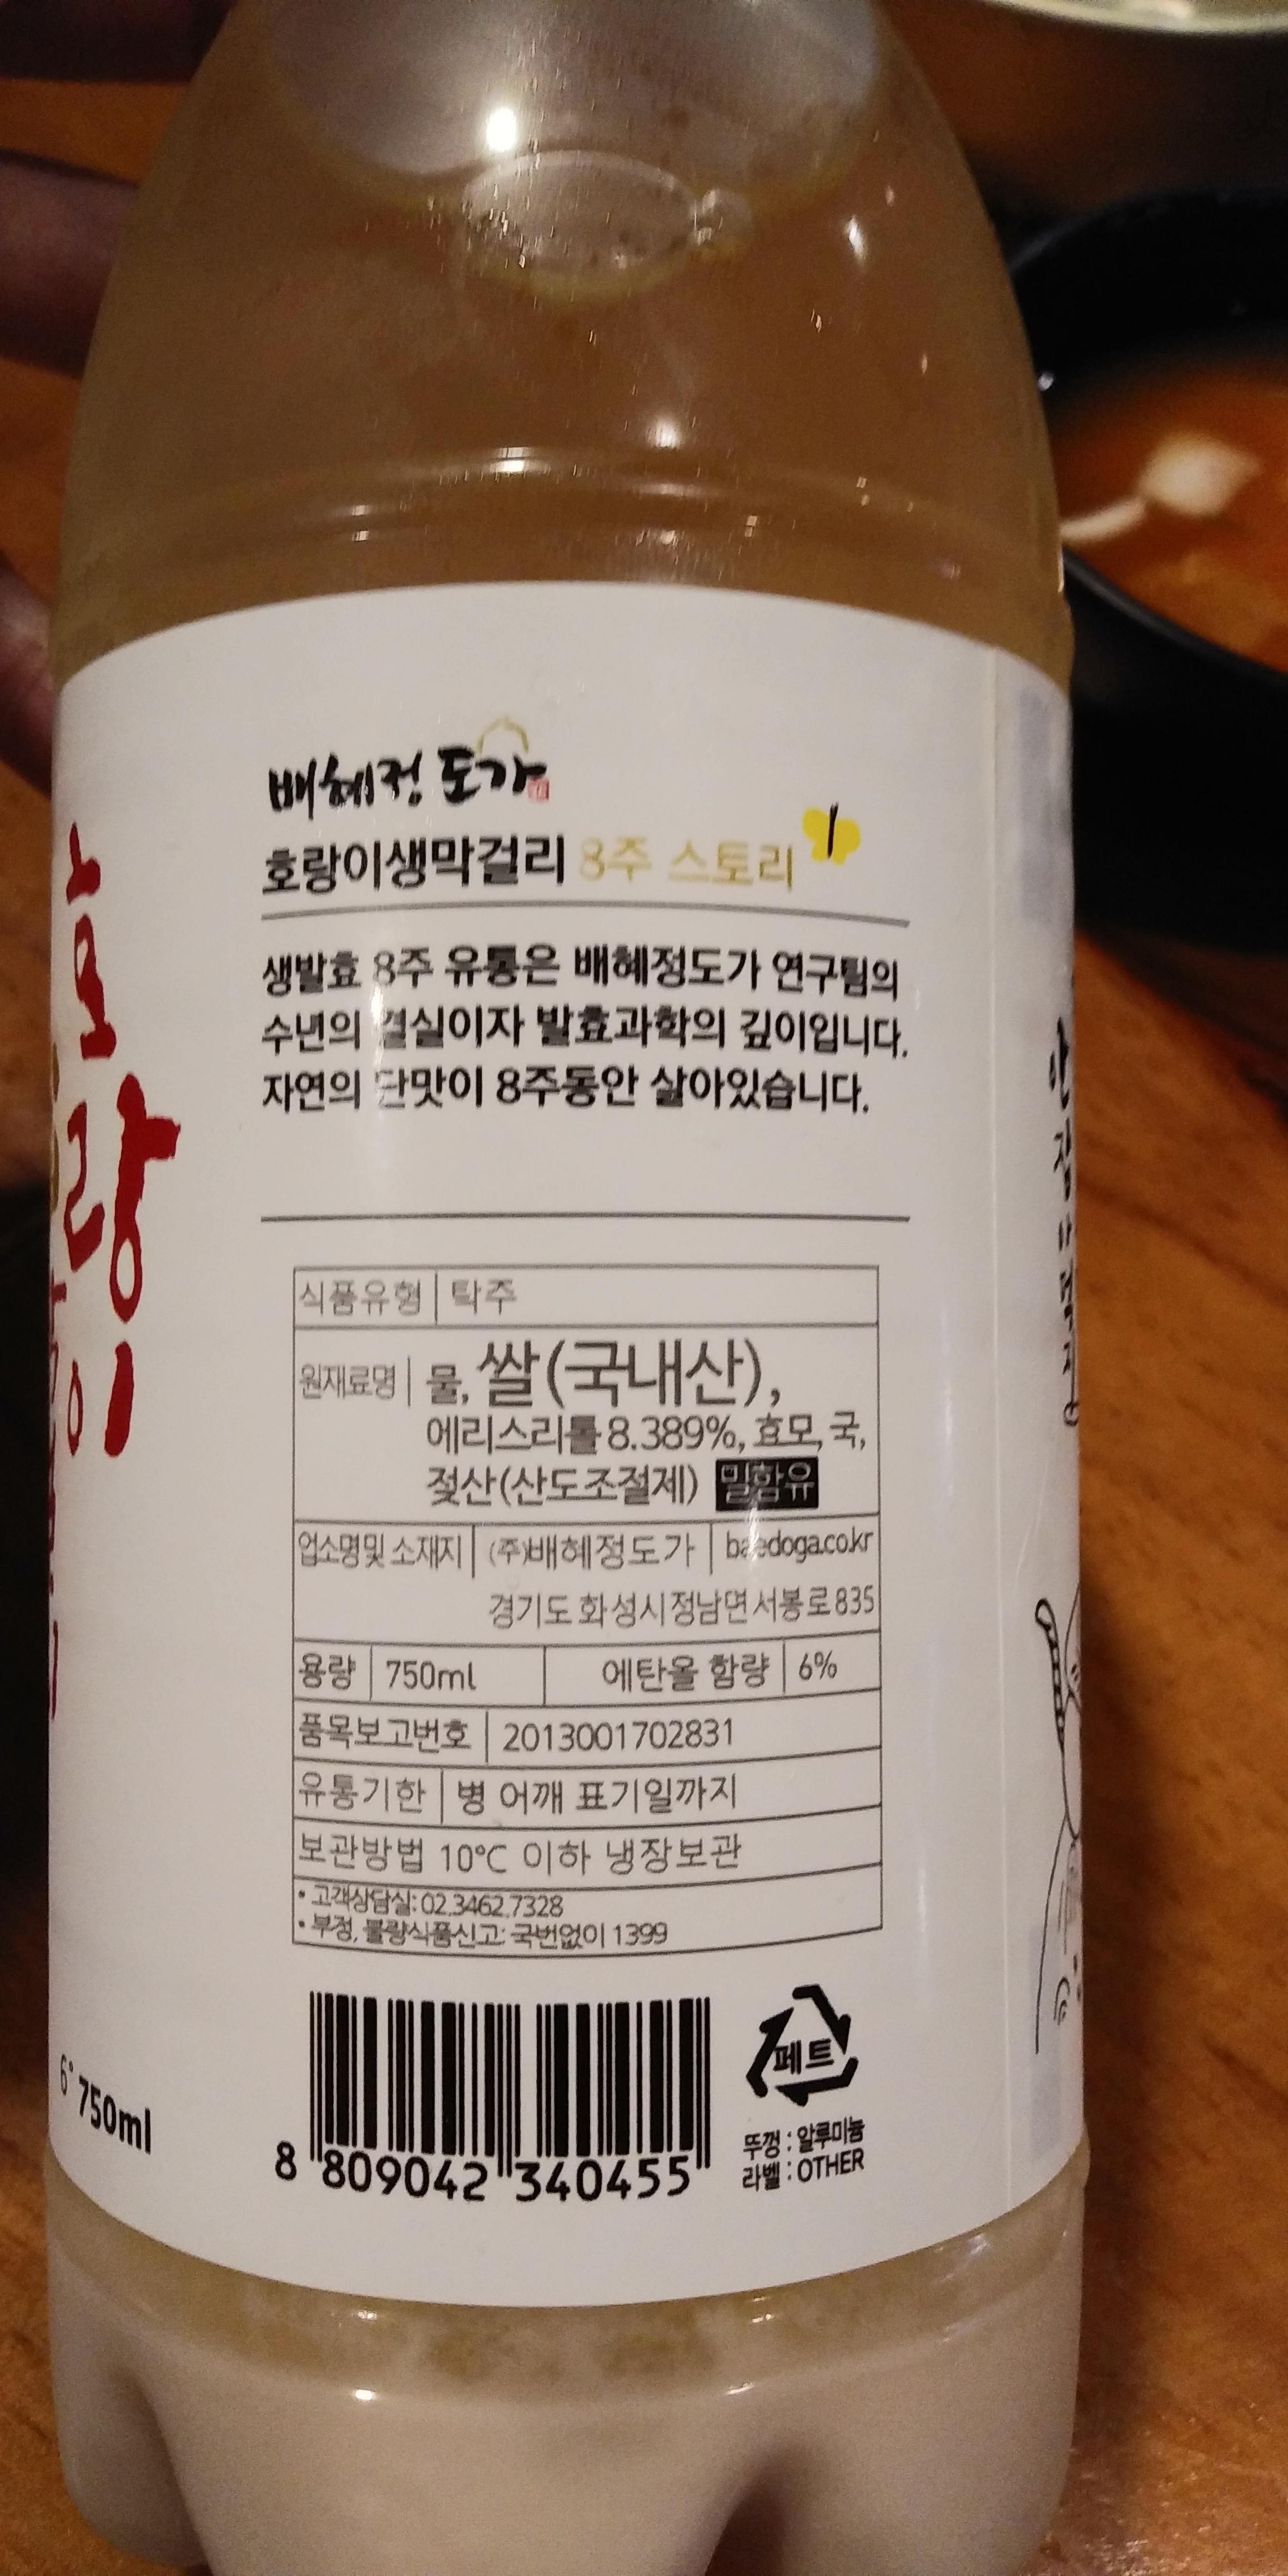 배혜정 도가
호랑이생막걸리 8주 스토리
생발효 8주 유통은 배혜정도가 연구팀의
수년의 결실이자 발효과학의 깊이입니다.
자연의 단맛이 8주동안 살아있습니다.
식품유형 탁주
원재료명 물, 쌀(국내산),
에리스리톨 8.389%, 효모, 국,
젖산(산도조절제) 밀함유
업소명및 소재지 (주)배혜정도가 baedoga.co.kr
경기도 화성시 정남면 서봉로 835
용량 750ml 에탄올 함량 6%
품목보고번호 2013001702831
유통기한 병 어깨 표기일까지
보관방법 10℃ 이하 냉장보관
• 고객상담실: 02.3462.7328
• 부정, 불량식품신고: 국번없이 1399
8 809042 340455
페트
뚜껑 : 알루미늄
라벨 : OTHER
호랑이
6° 750ml